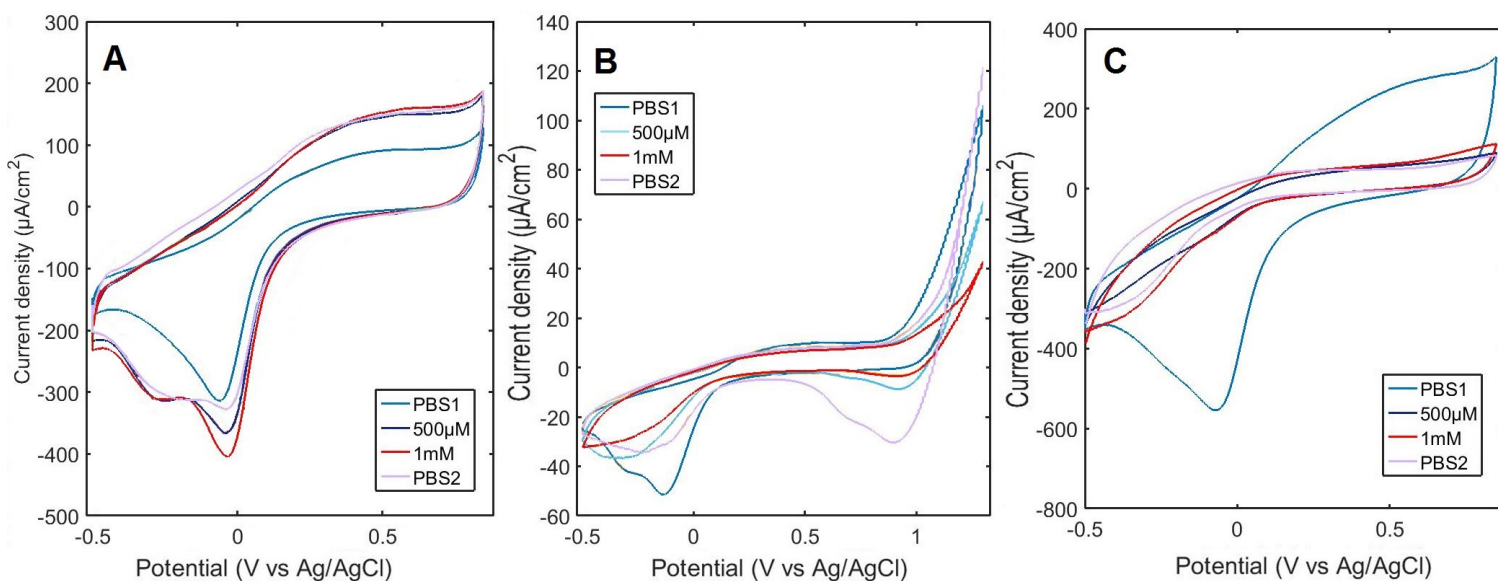 A
300
200
100
0
-100
-200
-300
-400
-500
Current density (µA/cm²)
PBS1
500µM
1mM
PBS2
-0.5
0
0.5
Potential (V vs Ag/AgCl)
B
140
120
100
80
60
40
20
0
-20
-40
-60
Current density (µA/cm²)
PBS1
500µM
1mM
PBS2
-0.5
0
0.5
1
Potential (V vs Ag/AgCl)
C
400
200
0
-200
-400
-600
-800
Current density (µA/cm²)
PBS1
500µM
1mM
PBS2
-0.5
0
0.5
Potential (V vs Ag/AgCl)